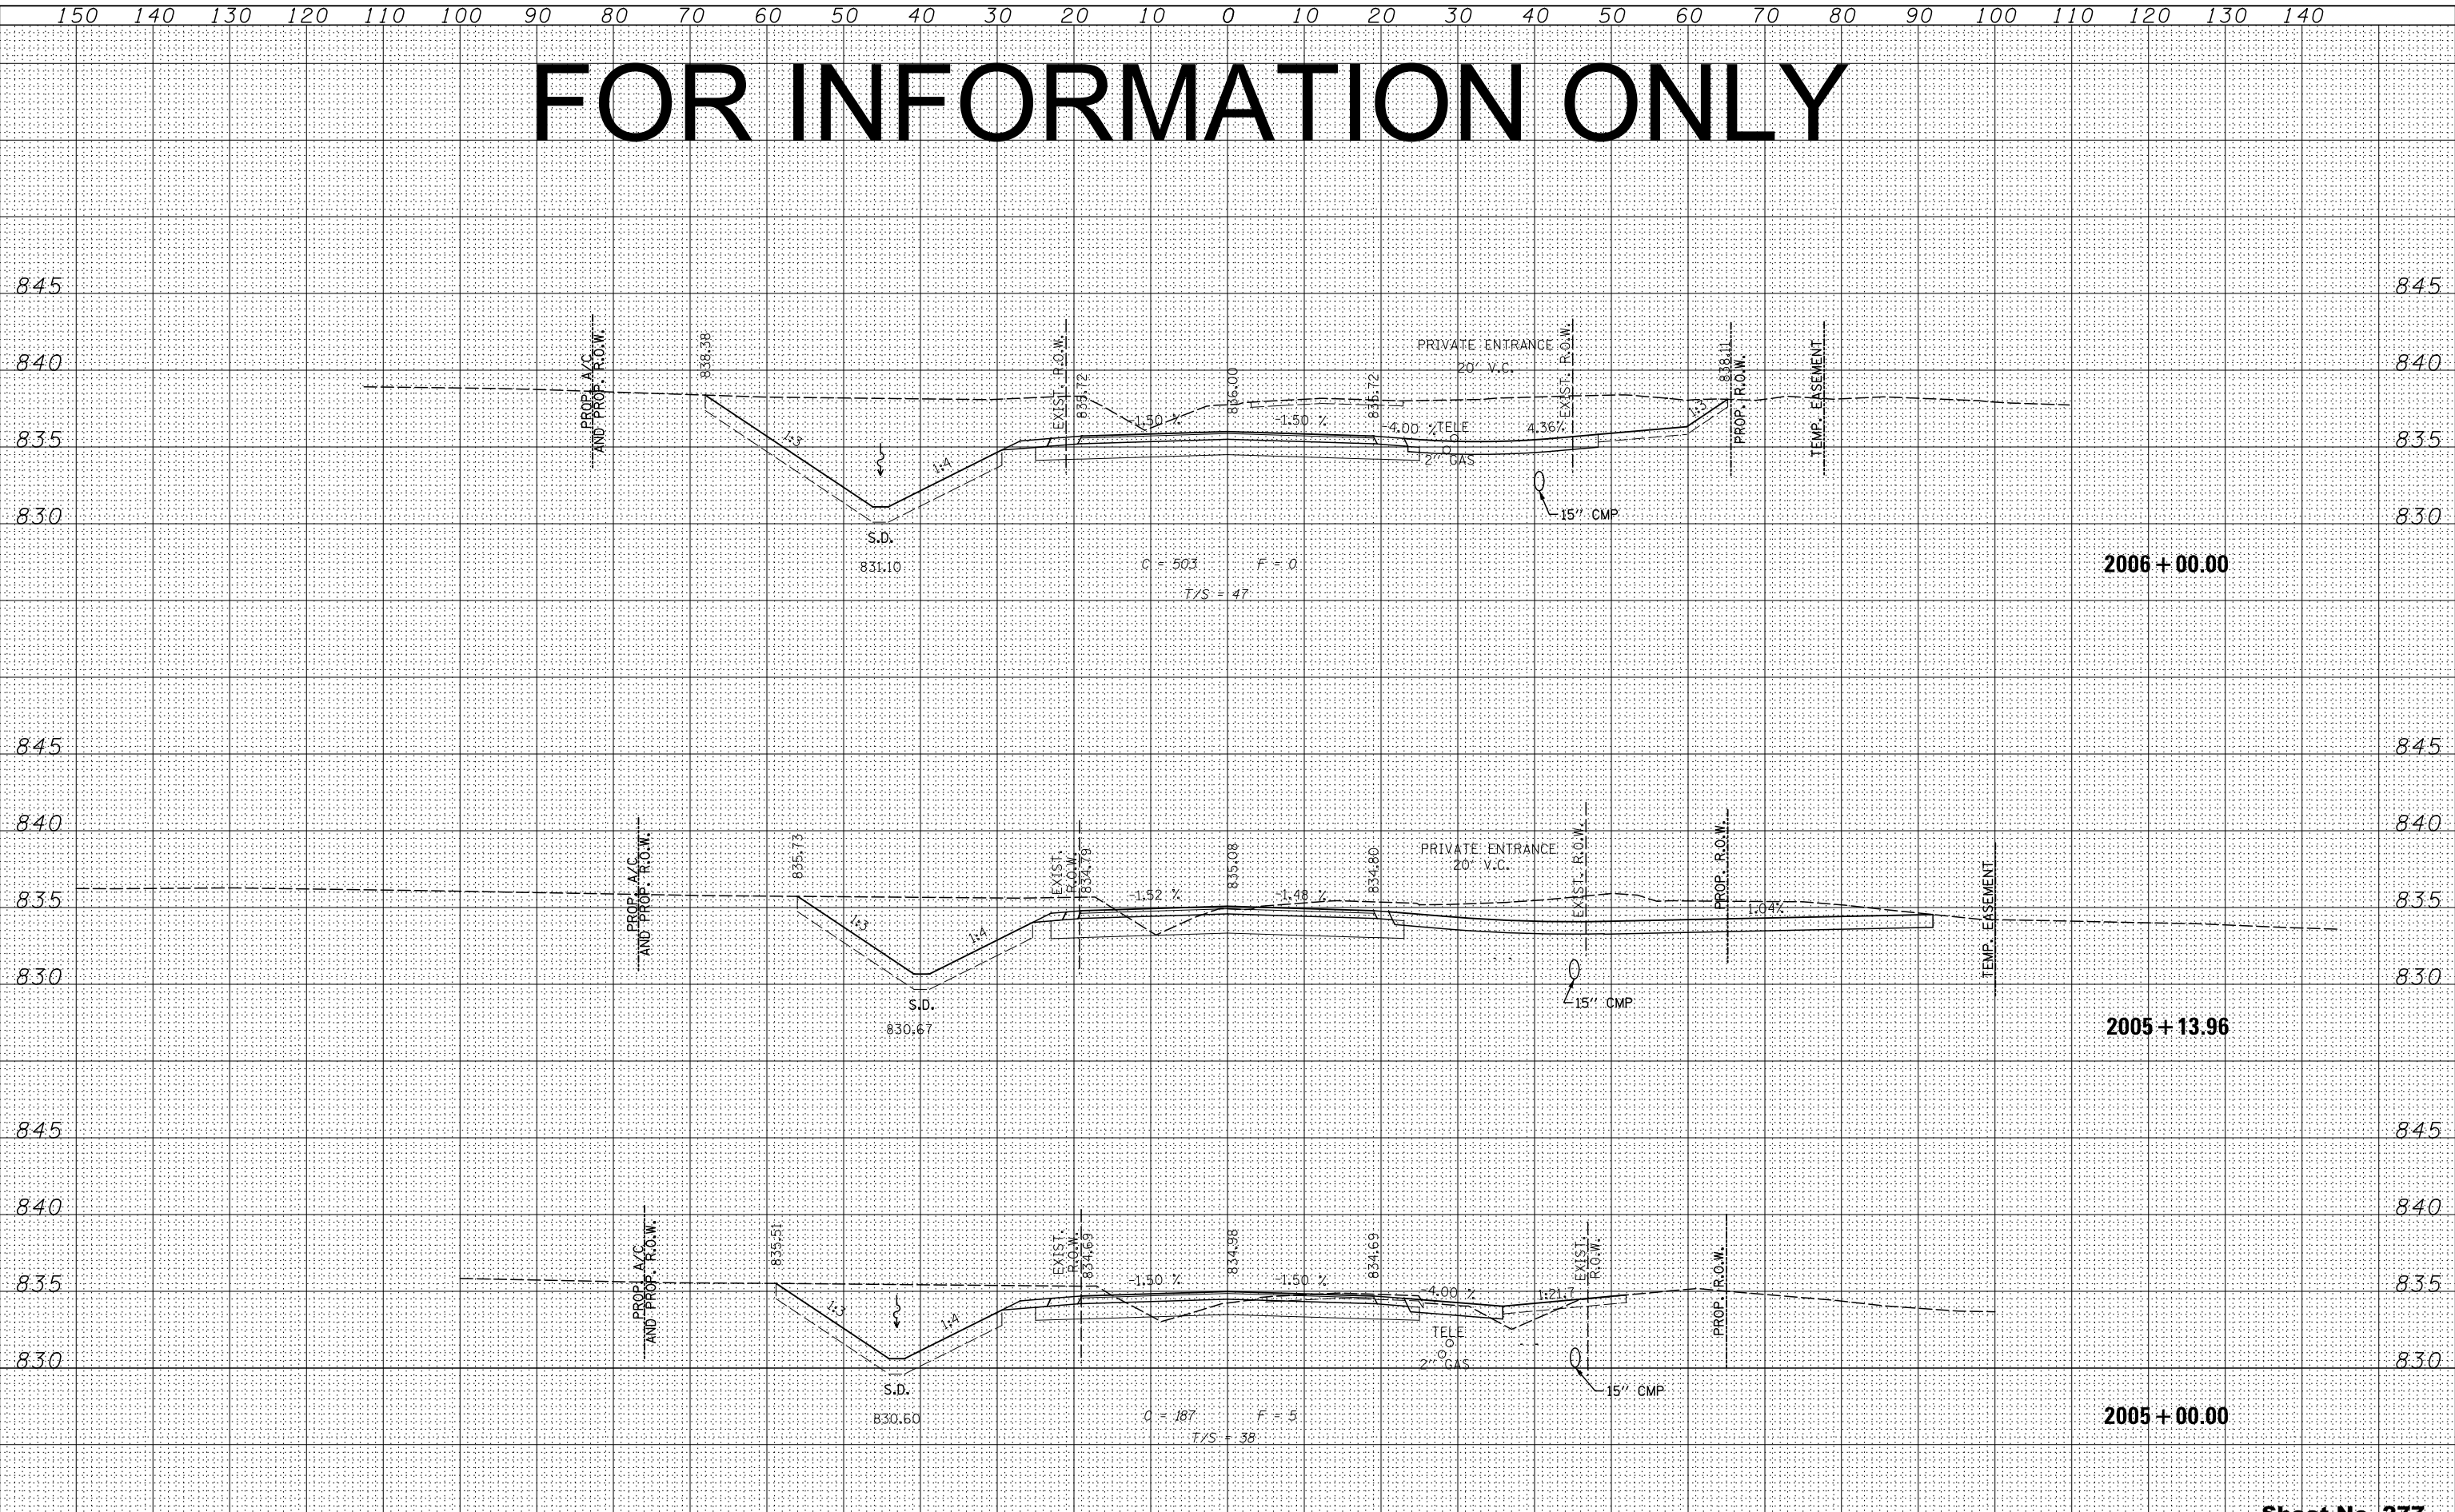 150 140 130 120 110 100 90 80 70 60 50 40 30 20 10 0 10 20 30 40 50 60 70 80 90 100 110 120 130 140
FOR INFORMATION ONLY
845 845
PROP. A/C
AND PROP. R.O.W.
838.38
EXIST. R.O.W.
835.72
836.00
835.72
PRIVATE ENTRANCE
20' V.C.
EXIST. R.O.W.
838.11
PROP. R.O.W.
TEMP. EASEMENT
840 840
-1.50 %
-1.50 %
-4.00 %
TELE
4.36%
1:3
1:3
835 835
1:4
2" GAS
15" CMP
830 830
S.D.
831.10
C = 503 F = 0
2006+00.00
T/S = 47
845 845
840 840
PROP. A/C
AND PROP. R.O.W.
835.73
EXIST.
R.O.W.
834.79
835.08
834.80
PRIVATE ENTRANCE
20' V.C.
EXIST. R.O.W.
PROP. R.O.W.
TEMP. EASEMENT
-1.52 %
-1.48 %
835 835
1.04%
1:3
1:4
830 830
S.D.
15" CMP
830.67
2005+13.96
845 845
840 840
PROP. A/C
AND PROP. R.O.W.
835.51
EXIST.
R.O.W.
834.69
834.98
834.69
EXIST.
R.O.W.
PROP. R.O.W.
-1.50 %
-1.50 %
835 835
-4.00 %
1:21.7
1:3
1:4
TELE
2" GAS
830 830
S.D.
15" CMP
830.60
C = 187 F = 5
2005+00.00
T/S = 38
Sheet No. 277